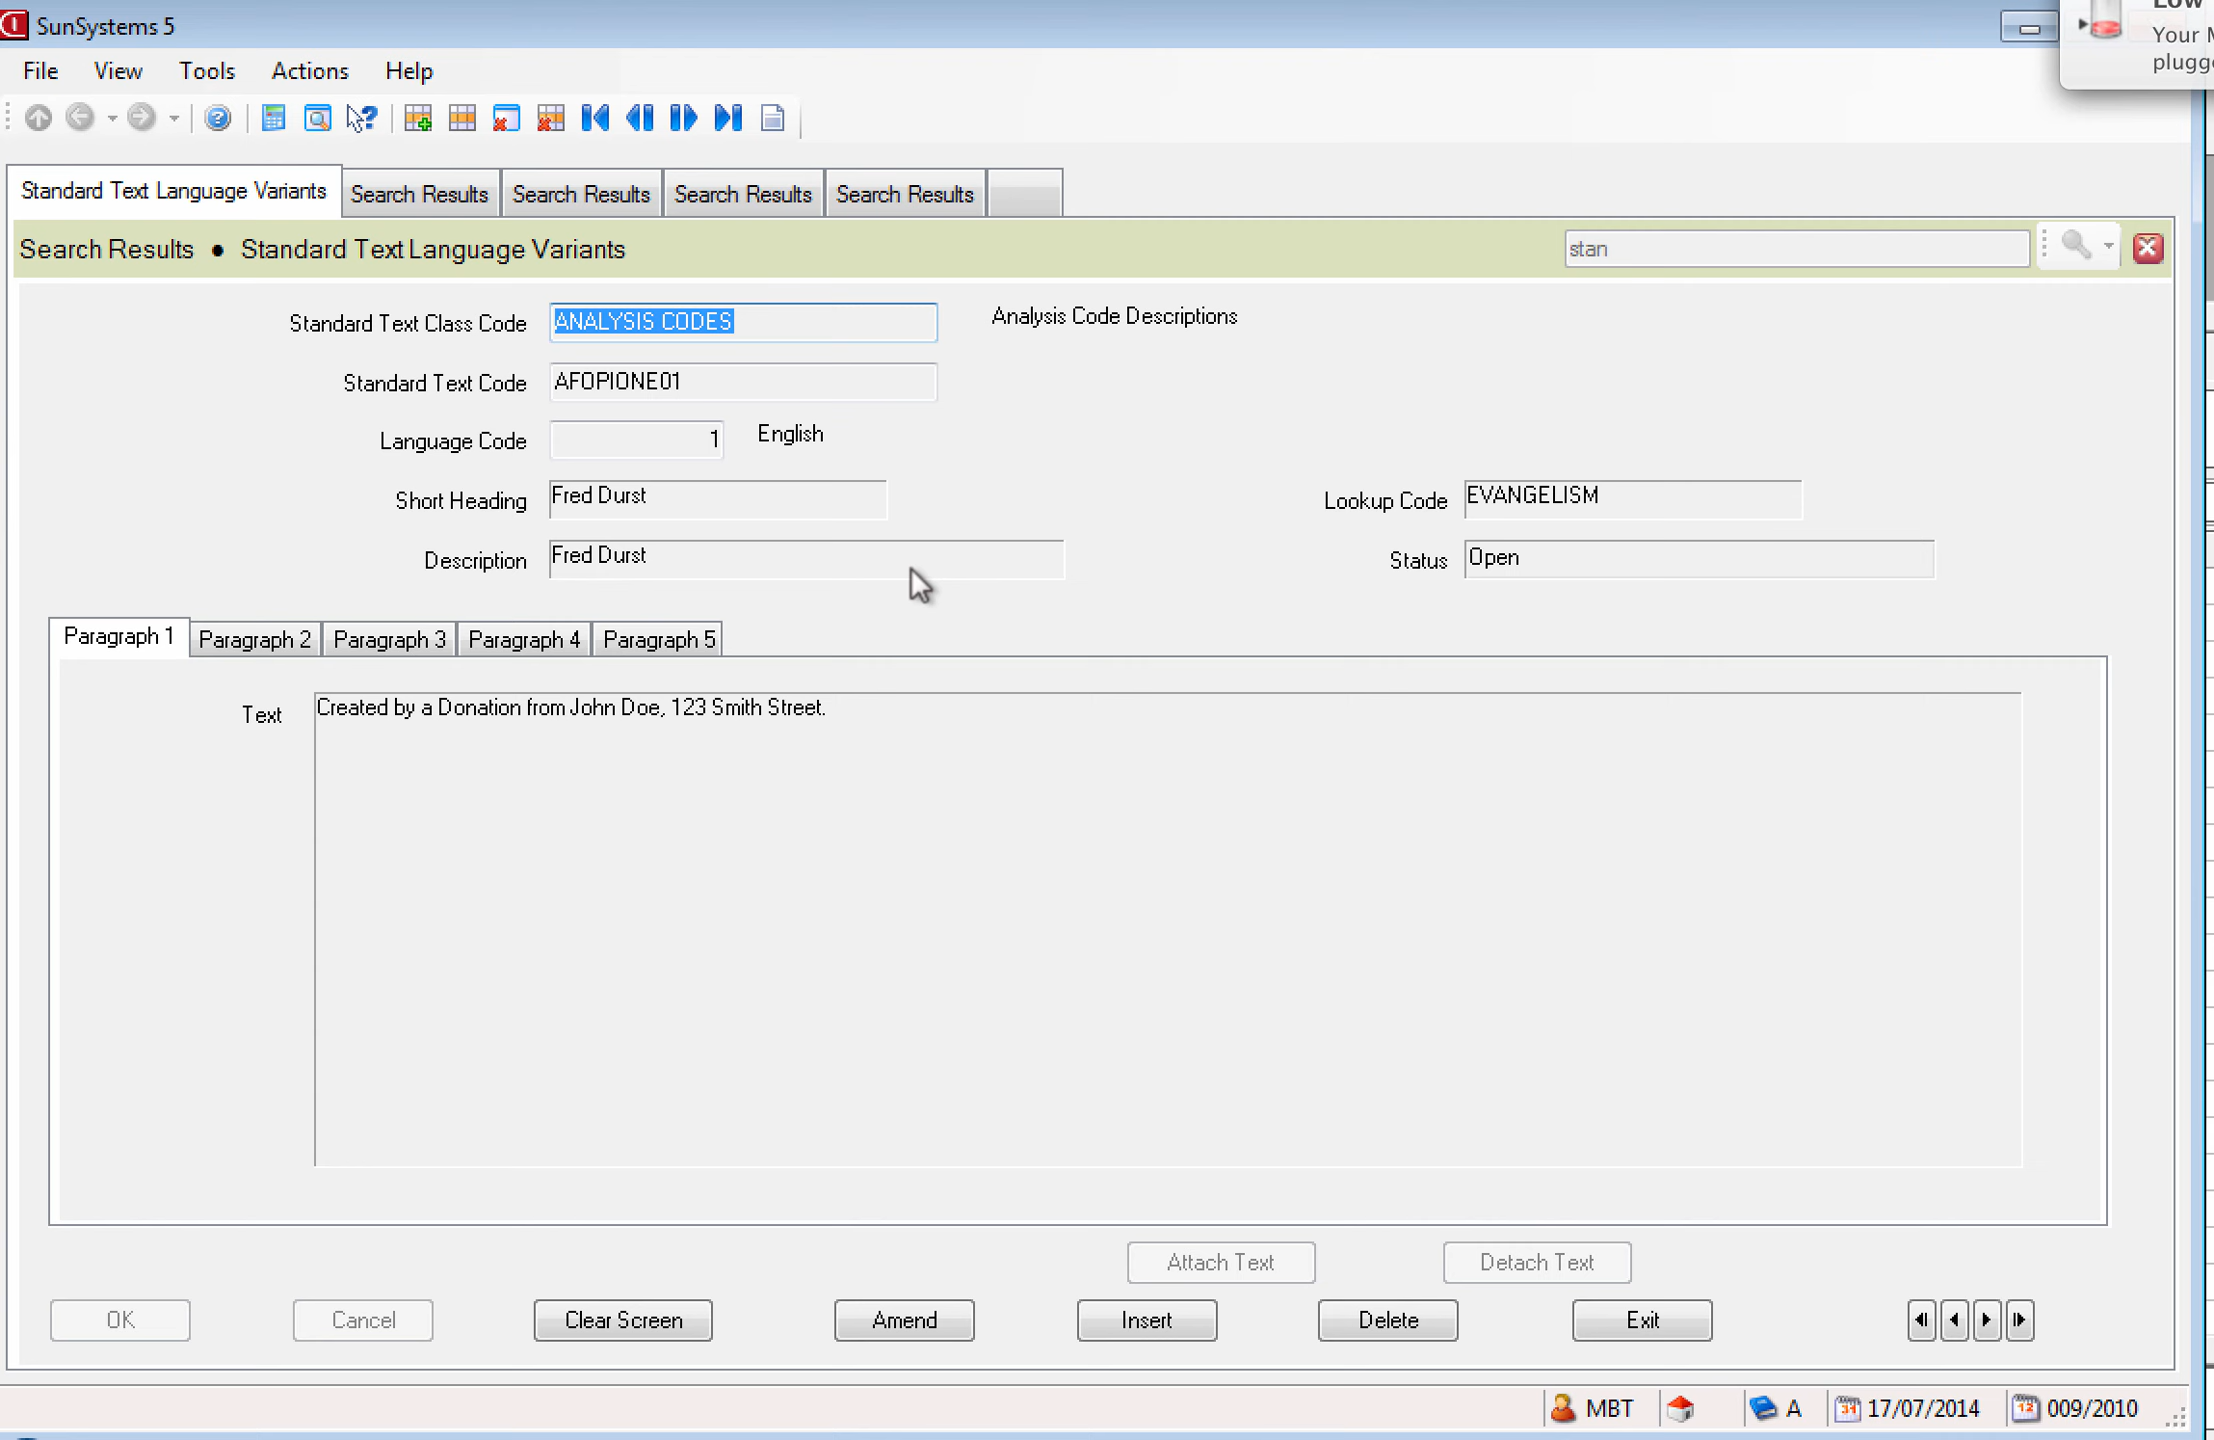 SunSystems 5
Low
Your M
plugge
File View Tools Actions Help
Standard Text Language Variants Search Results Search Results Search Results Search Results
Search Results • Standard Text Language Variants stan
Standard Text Class Code ANALYSIS CODES Analysis Code Descriptions
Standard Text Code AFOPIONE01
Language Code 1 English
Short Heading Fred Durst Lookup Code EVANGELISM
Description Fred Durst Status Open
Paragraph 1 Paragraph 2 Paragraph 3 Paragraph 4 Paragraph 5
Text Created by a Donation from John Doe, 123 Smith Street.
Attach Text Detach Text
OK Cancel Clear Screen Amend Insert Delete Exit
MBT A 31 17/07/2014 12 009/2010